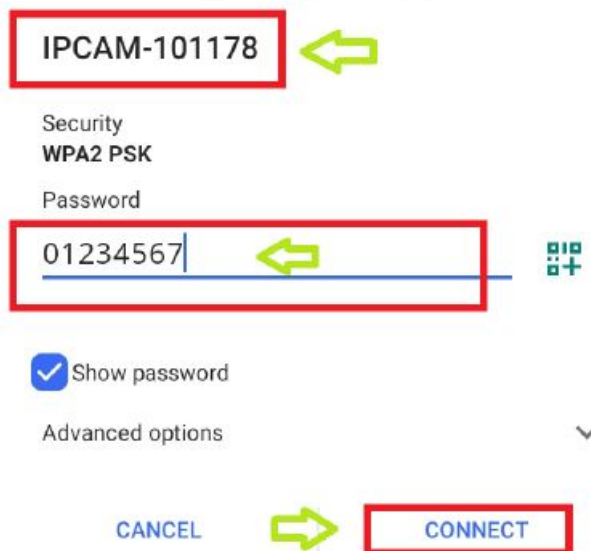 IPCAM-101178
Security
WPA2 PSK
Password
01234567
Show password
Advanced options
CANCEL CONNECT